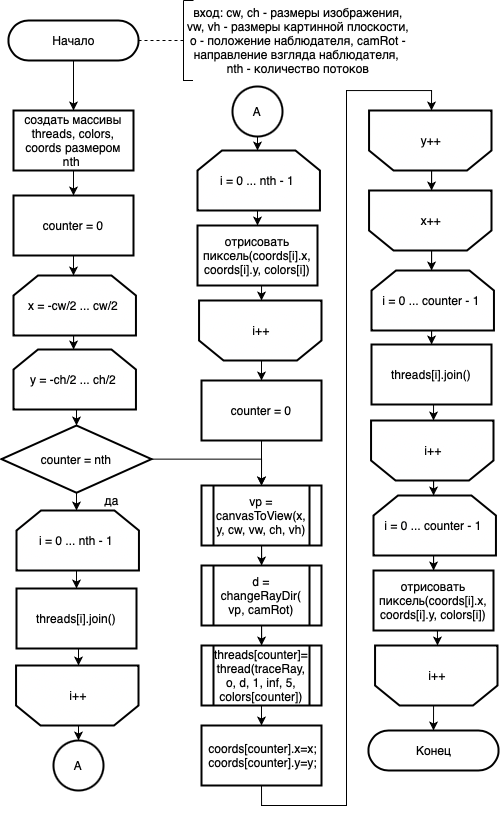 Начало
вход: cw, ch - размеры изображения,
vw, vh - размеры картинной плоскости,
o - положение наблюдателя, camRot -
направление взгляда наблюдателя,
nth - количество потоков
создать массивы
threads, colors,
coords размером
nth
counter = 0
x = -cw/2 ... cw/2
y = -ch/2 ... ch/2
counter = nth
да
i = 0 ... nth - 1
threads[i].join()
i++
A
A
i = 0 ... nth - 1
отрисовать
пиксель(coords[i].x,
coords[i].y, colors[i])
i++
counter = 0
vp =
canvasToView(x,
y, cw, vw, ch, vh)
d =
changeRayDir(
vp, camRot)
threads[counter]=
thread(traceRay,
o, d, 1, inf, 5,
colors[counter])
coords[counter].x=x;
coords[counter].y=y;
y++
x++
i = 0 ... counter - 1
threads[i].join()
i++
i = 0 ... counter - 1
отрисовать
пиксель(coords[i].x,
coords[i].y, colors[i])
i++
Конец